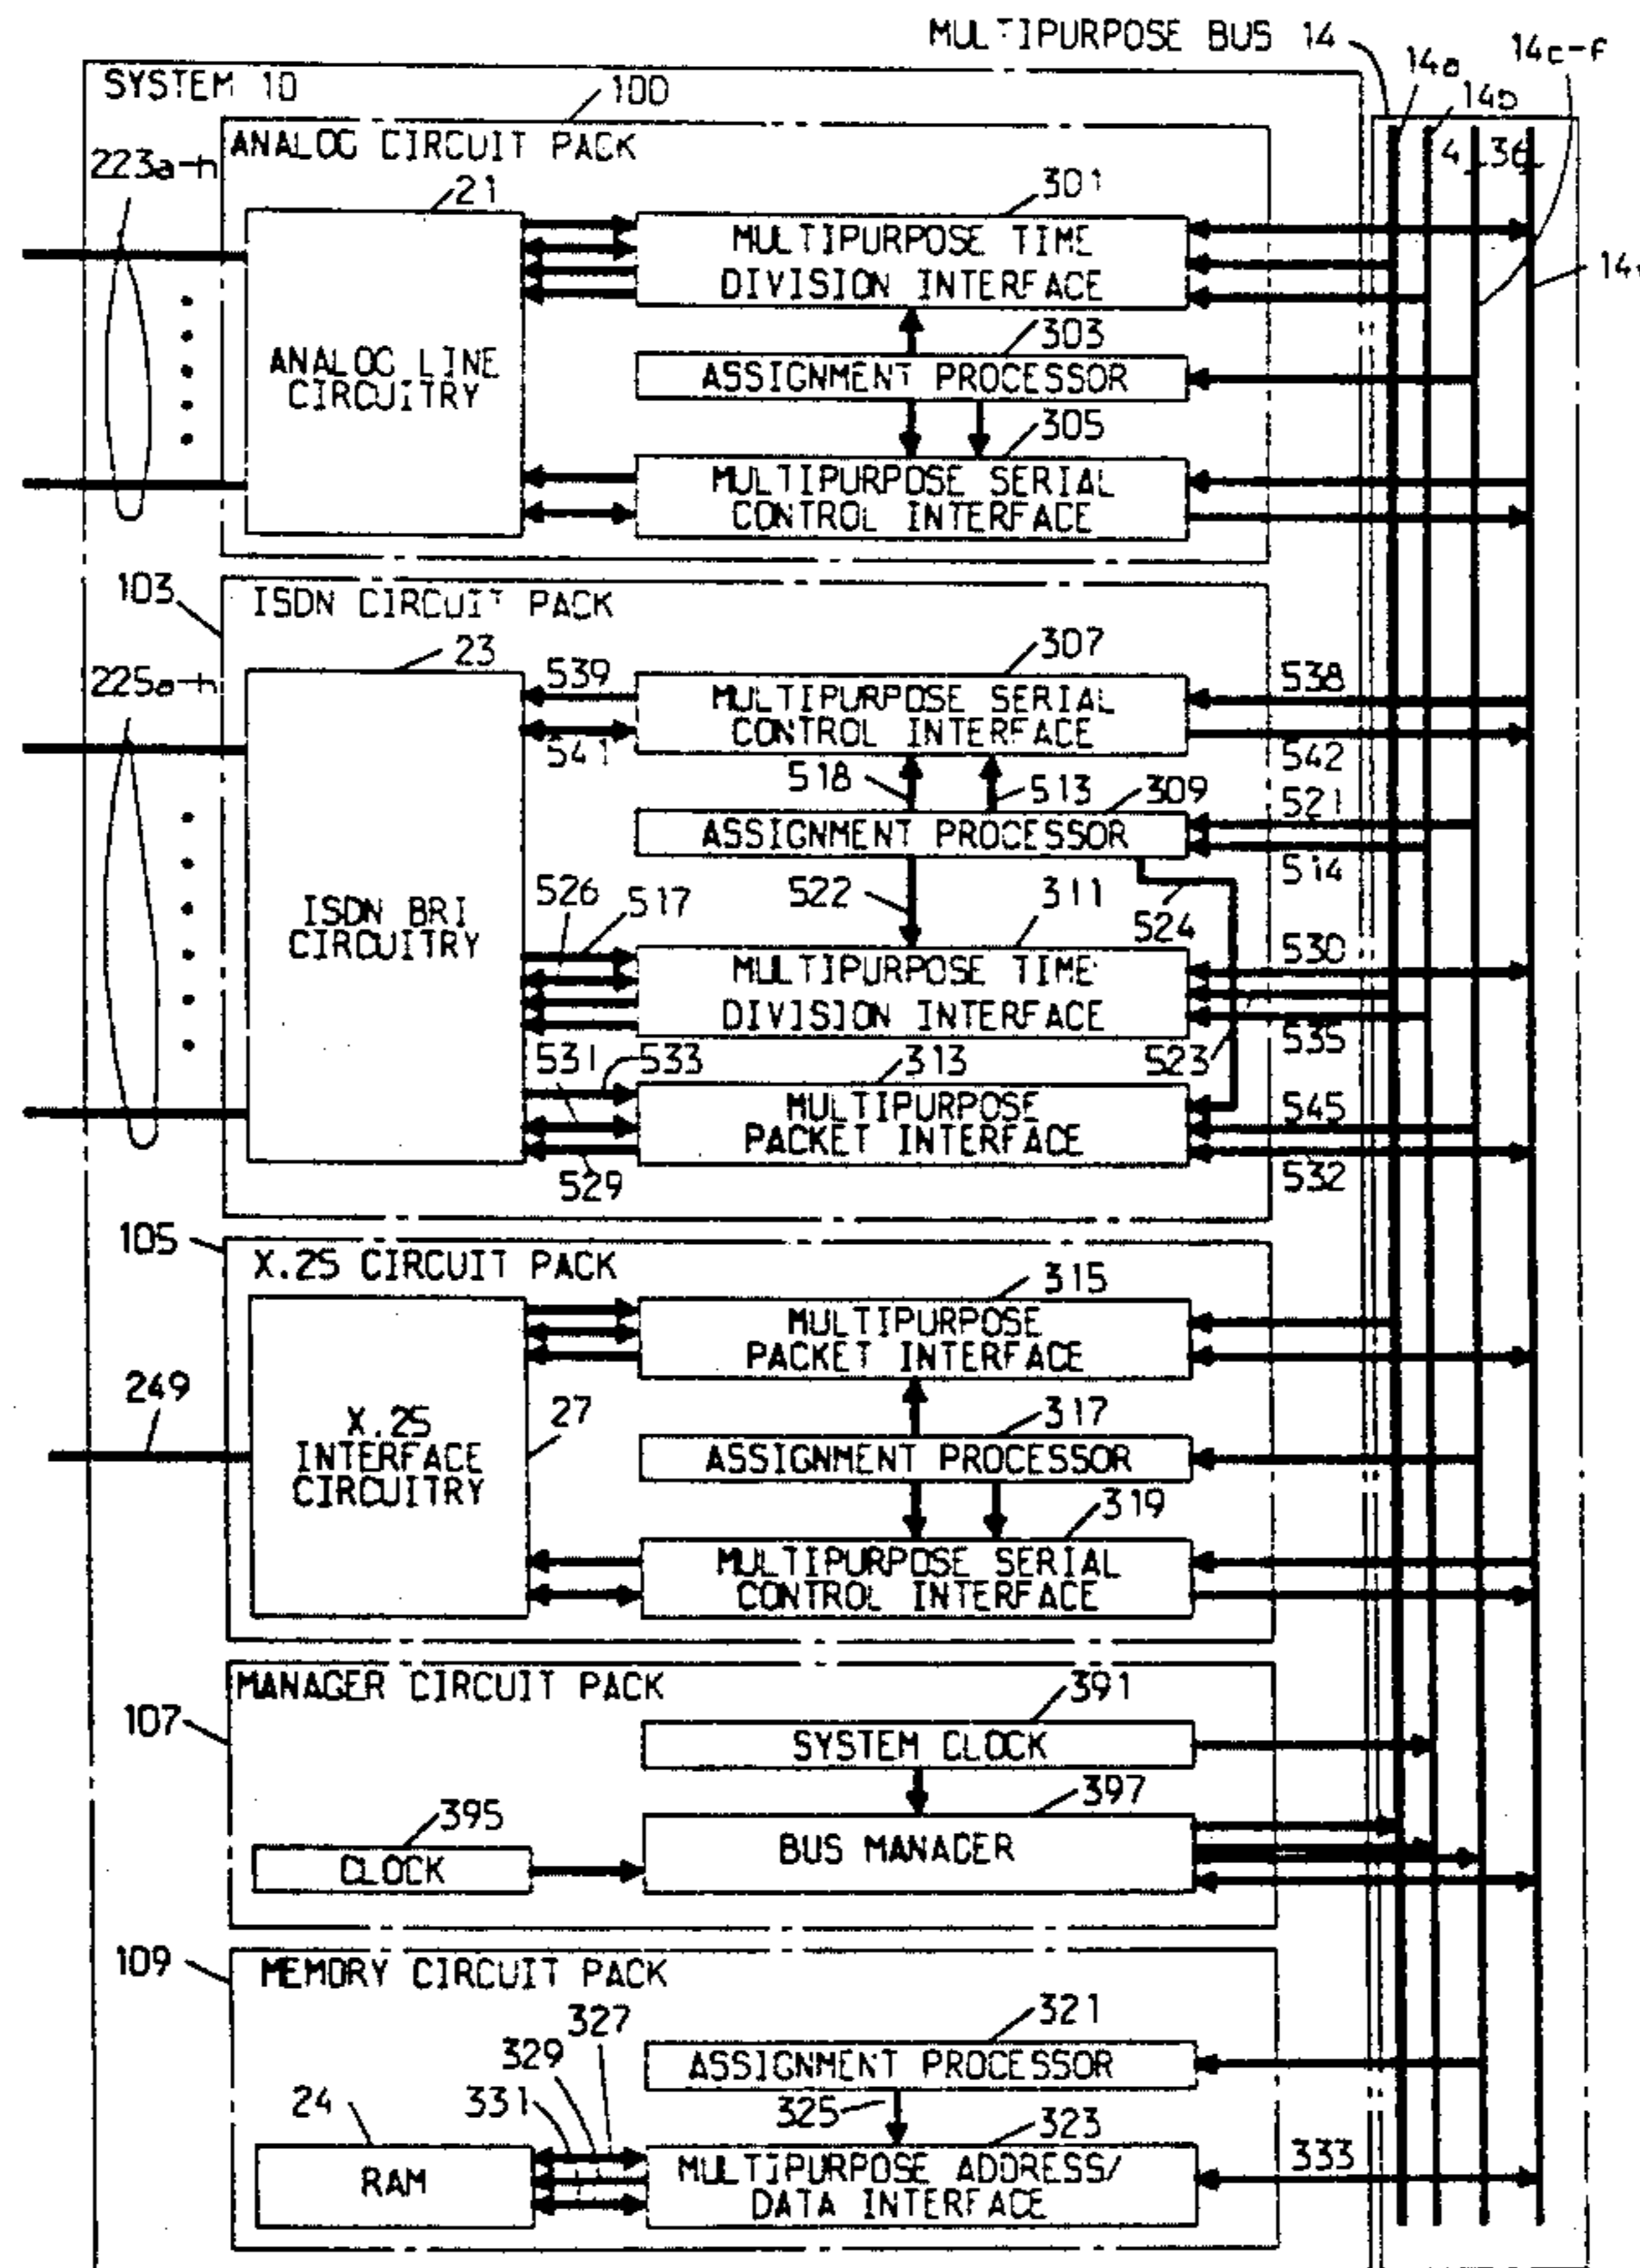 MULTIPURPOSE BUS 14
14a
14c-f
14b
SYSTEM 10
100
ANALOG CIRCUIT PACK
4 36
223a-h
21
301
MULTIPURPOSE TIME
DIVISION INTERFACE
303
ANALOG LINE
CIRCUITRY
ASSIGNMENT PROCESSOR
305
MULTIPURPOSE SERIAL
CONTROL INTERFACE
103
ISDN CIRCUIT PACK
225a-h
23
539
541
307
MULTIPURPOSE SERIAL
CONTROL INTERFACE
538
542
518
513
309
521
ASSIGNMENT PROCESSOR
514
526
517
522
311
524
ISDN BRI
CIRCUITRY
MULTIPURPOSE TIME
DIVISION INTERFACE
530
535
523
531
533
313
MULTIPURPOSE
PACKET INTERFACE
545
532
529
105
X.25 CIRCUIT PACK
315
MULTIPURPOSE
PACKET INTERFACE
249
X.25
INTERFACE
CIRCUITRY
27
317
ASSIGNMENT PROCESSOR
319
MULTIPURPOSE SERIAL
CONTROL INTERFACE
MANAGER CIRCUIT PACK
107
391
SYSTEM CLOCK
395
CLOCK
397
BUS MANAGER
109
MEMORY CIRCUIT PACK
321
327
329
331
ASSIGNMENT PROCESSOR
24
325
323
RAM
MULTIPURPOSE ADDRESS/
DATA INTERFACE
333